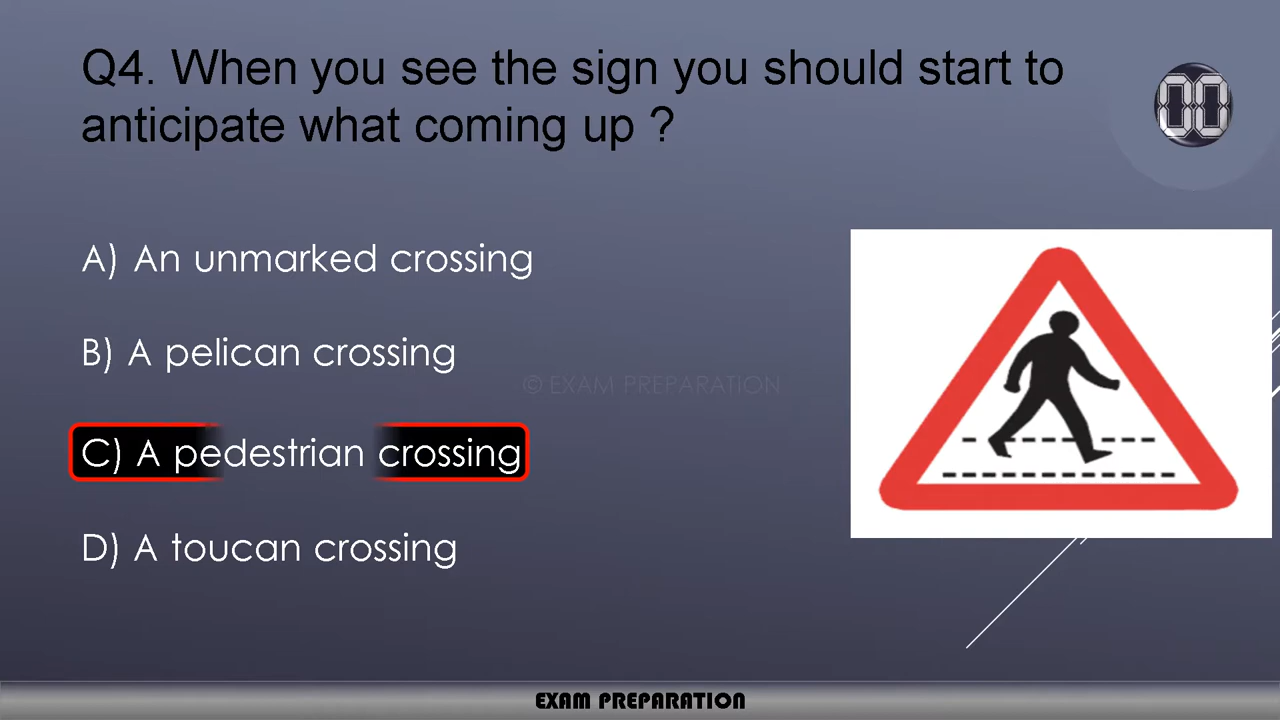 Q4. When you see the sign you should start to
anticipate what coming up ?
00
A) An unmarked crossing
B) A pelican crossing
© EXAM PREPARATION
C) A pedestrian crossing
D) A toucan crossing
EXAM PREPARATION